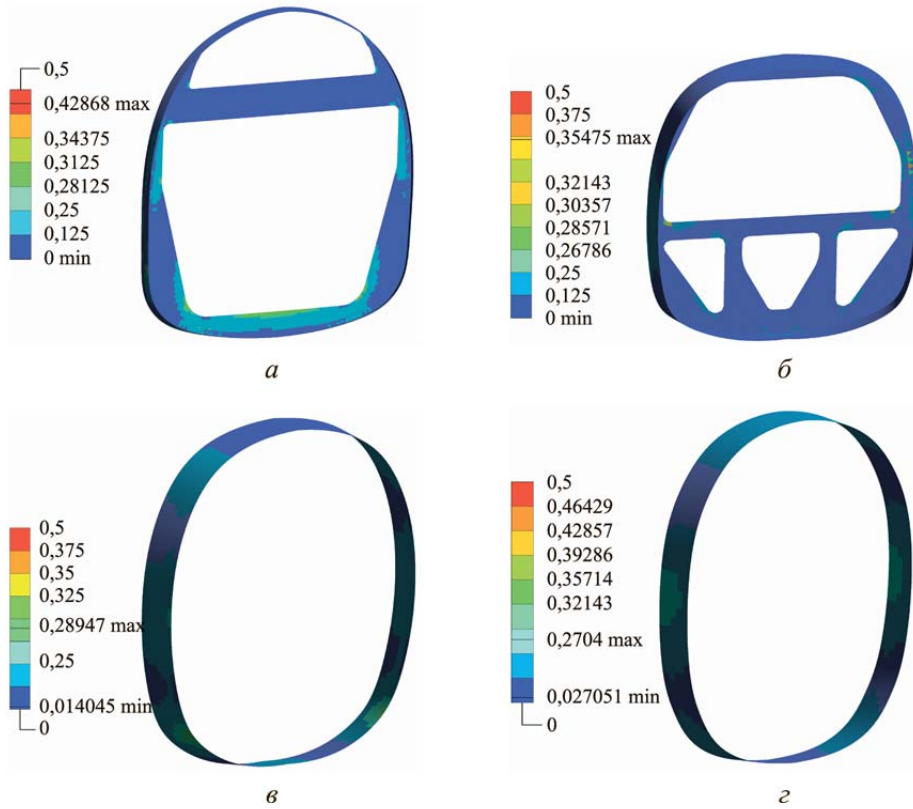 0,5
0,42868 max
0,34375
0,3125
0,28125
0,25
0,125
0 min
а
0,5
0,375
0,35475 max
0,32143
0,30357
0,28571
0,26786
0,25
0,125
0 min
б
0,5
0,375
0,35
0,325
0,28947 max
0,25
0,014045 min
0
в
0,5
0,46429
0,42857
0,39286
0,35714
0,32143
0,2704 max
0,027051 min
0
г